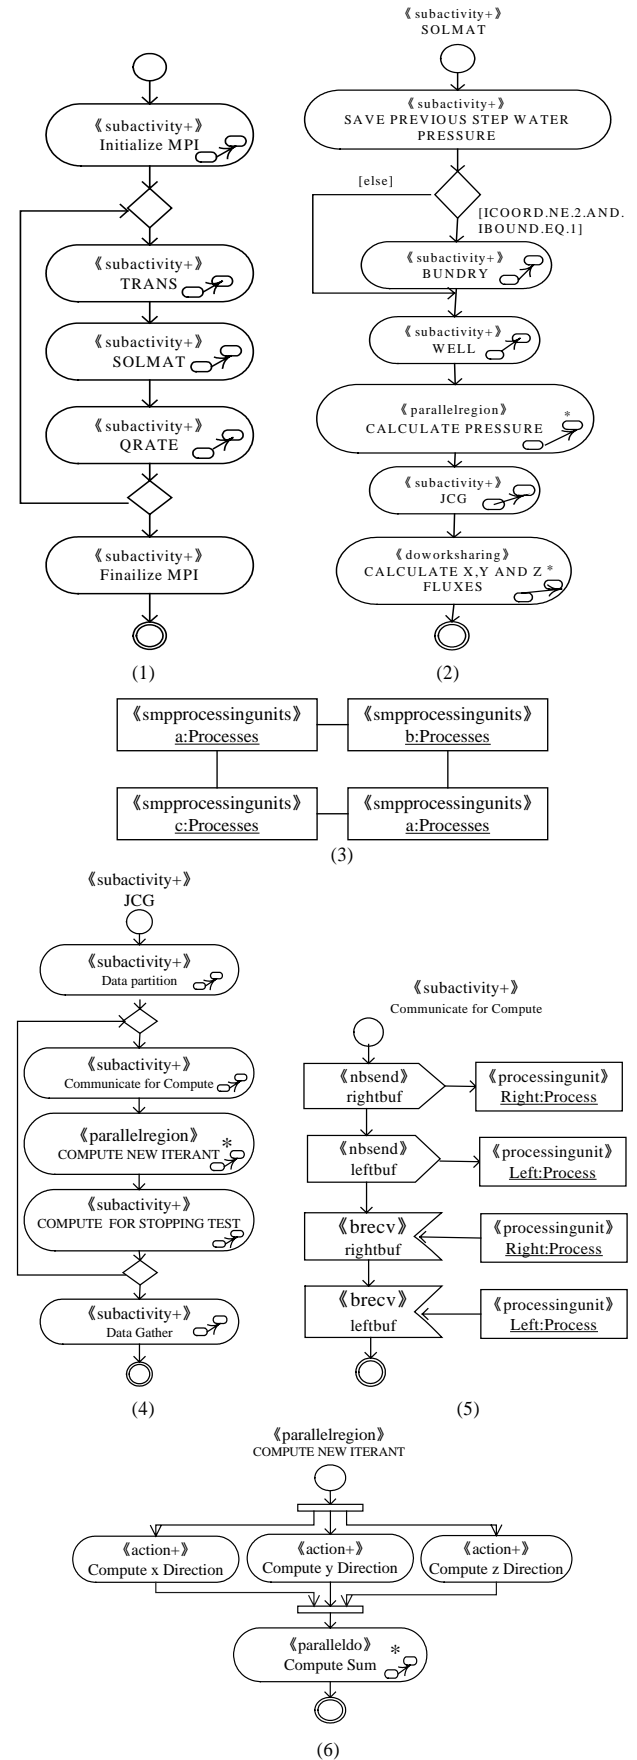 《subactivity+》
Initialize MPI
《subactivity+》
TRANS
《subactivity+》
SOLMAT
《subactivity+》
QRATE
《subactivity+》
Finailize MPI
(1)
《subactivity+》
SOLMAT
《subactivity+》
SAVE PREVIOUS STEP WATER
PRESSURE
[else]
[ICOORD.NE.2.AND.
IBOUND.EQ.1]
《subactivity+》
BUNDRY
《subactivity+》
WELL
《parallelregion》
CALCULATE PRESSURE
*
《subactivity+》
JCG
《doworksharing》
CALCULATE X,Y AND Z *
FLUXES
(2)
《smpprocessingunits》
a:Processes
《smpprocessingunits》
b:Processes
《smpprocessingunits》
c:Processes
《smpprocessingunits》
a:Processes
(3)
《subactivity+》
JCG
《subactivity+》
Data partition
《subactivity+》
Communicate for Compute
《parallelregion》
COMPUTE NEW ITERANT *
《subactivity+》
COMPUTE FOR STOPPING TEST
《subactivity+》
Data Gather
(4)
《subactivity+》
Communicate for Compute
《nbsend》
rightbuf
《processingunit》
Right:Process
《nbsend》
leftbuf
《processingunit》
Left:Process
《brecv》
rightbuf
《processingunit》
Right:Process
《brecv》
leftbuf
《processingunit》
Left:Process
(5)
《parallelregion》
COMPUTE NEW ITERANT
《action+》
Compute x Direction
《action+》
Compute y Direction
《action+》
Compute z Direction
《paralleldo》 *
Compute Sum
(6)